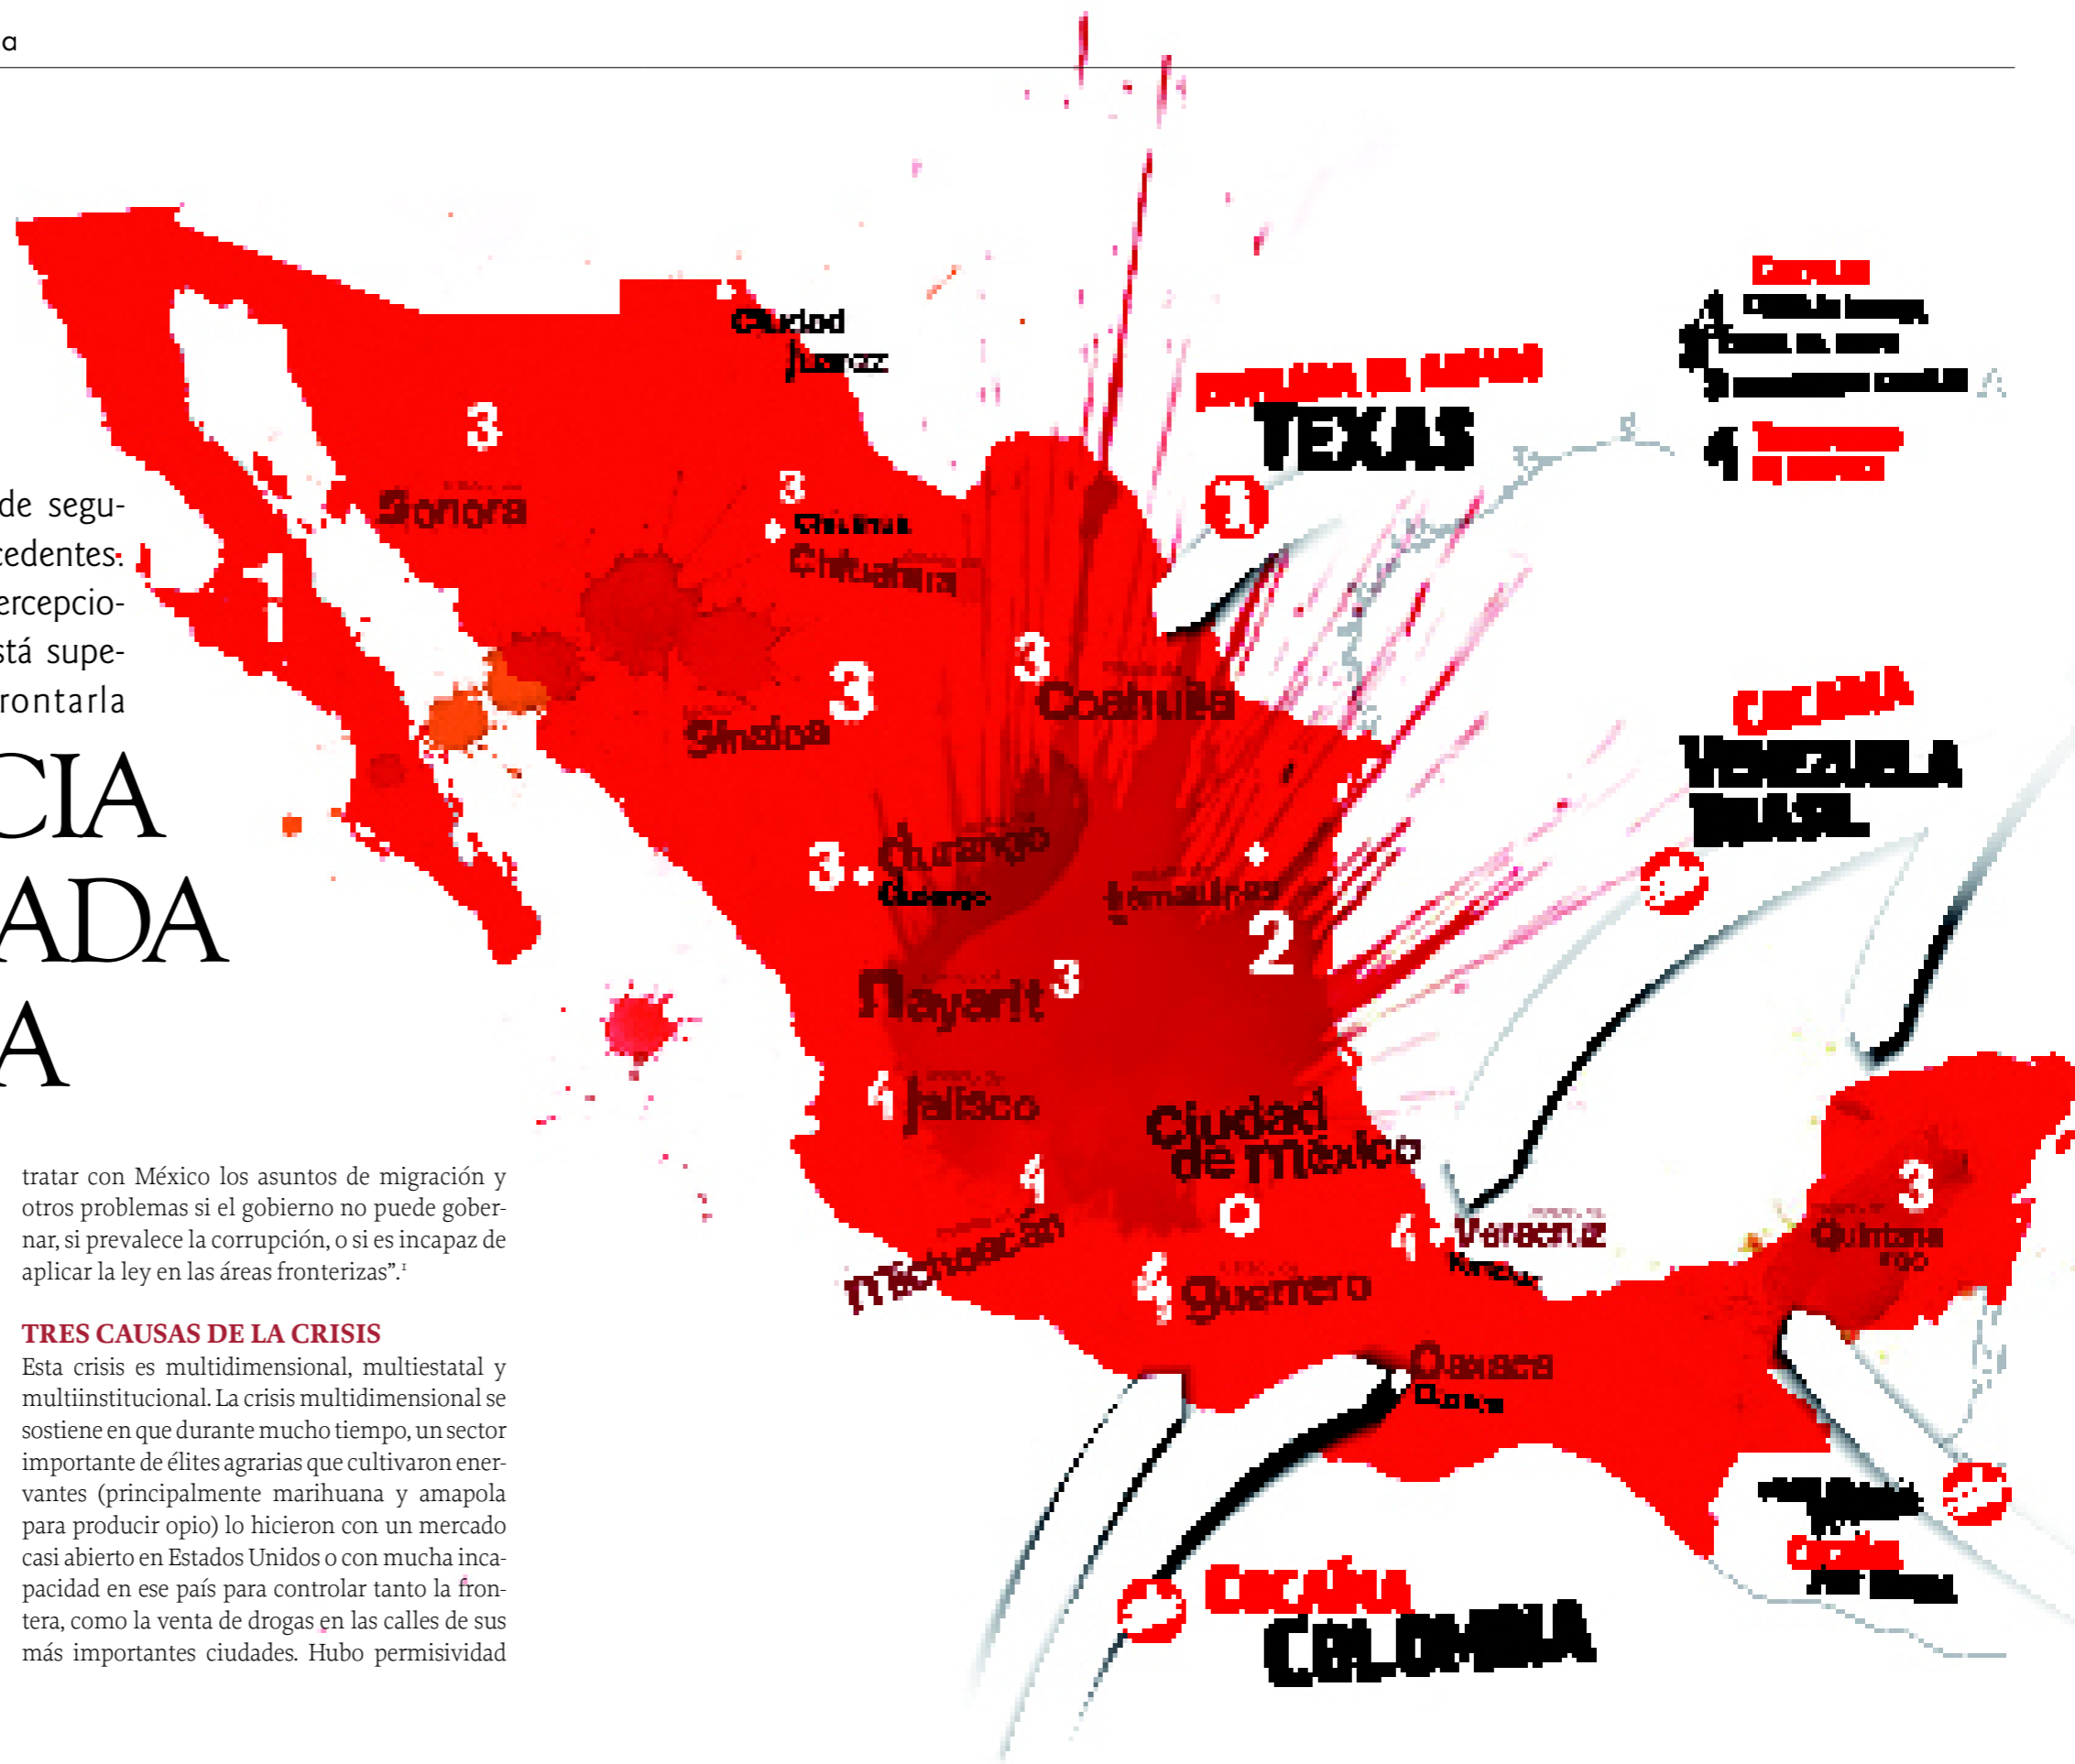 a
de segu-
cedentes:
ercepcio-
stá supe-
rontarla
CIA
ADA
A
tratar con México los asuntos de migración y
otros problemas si el gobierno no puede gober-
nar, si prevalece la corrupción, o si es incapaz de
aplicar la ley en las áreas fronterizas”.¹
TRES CAUSAS DE LA CRISIS
Esta crisis es multidimensional, multiestatal y
multiinstitucional. La crisis multidimensional se
sostiene en que durante mucho tiempo, un sector
importante de élites agrarias que cultivaron ener-
vantes (principalmente marihuana y amapola
para producir opio) lo hicieron con un mercado
casi abierto en Estados Unidos o con mucha inca-
pacidad en ese país para controlar tanto la fron-
tera, como la venta de drogas en las calles de sus
más importantes ciudades. Hubo permisividad
Ciudad
Juárez
3
Sonora
3
Chihuahua
Chihuahua
1
3
Sinaloa
3
Coahuila
3
Durango
Durango
Tamaulipas
2
Nayarit
3
4
Jalisco
Ciudad
de México
4
Michoacán
4
Guerrero
4
Veracruz
Oaxaca
3
Quintana
roo
TEXAS
1
4
COCAÍNA
VENEZUELA
BRASIL
COCAÍNA
COLOMBIA